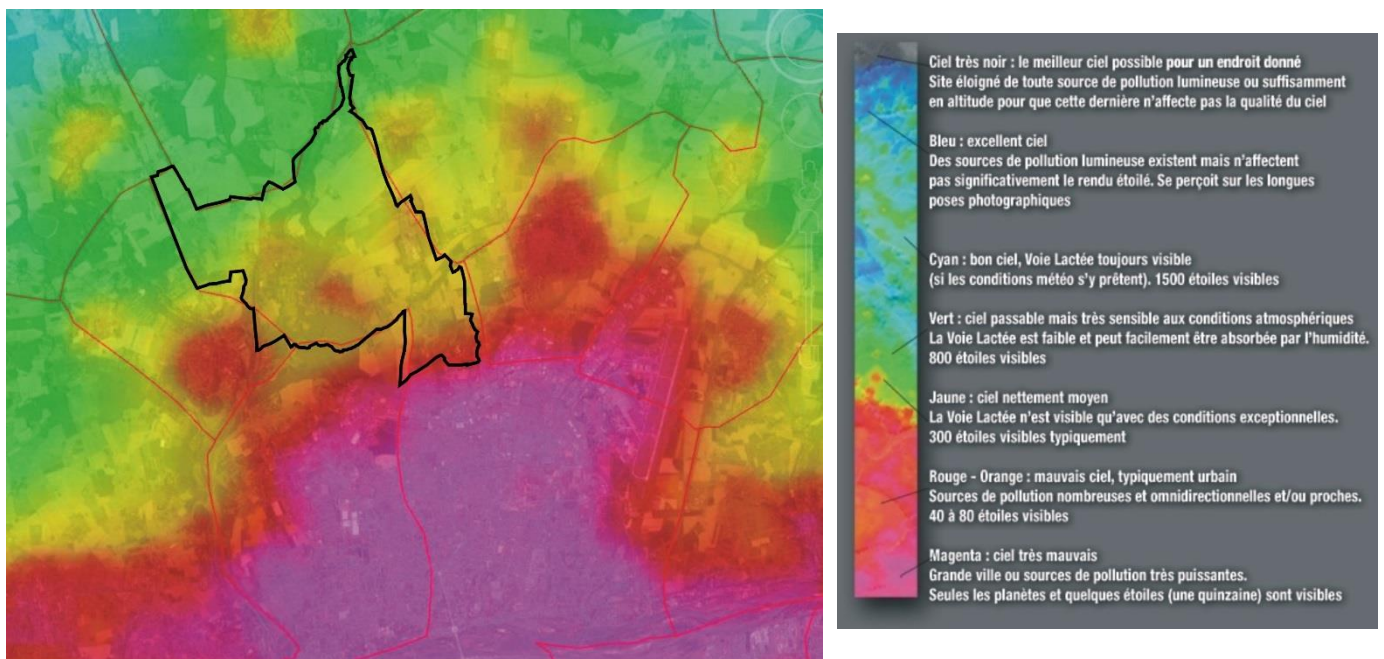 Ciel très noir : le meilleur ciel possible pour un endroit donné
Site éloigné de toute source de pollution lumineuse ou suffisamment
en altitude pour que cette dernière n'affecte pas la qualité du ciel
Bleu : excellent ciel
Des sources de pollution lumineuse existent mais n'affectent
pas significativement le rendu étoilé. Se perçoit sur les longues
poses photographiques
Cyan : bon ciel, Voie Lactée toujours visible
(si les conditions météo s'y prêtent). 1500 étoiles visibles
Vert : ciel passable mais très sensible aux conditions atmosphériques
La Voie Lactée est faible et peut facilement être absorbée par l'humidité.
800 étoiles visibles
Jaune : ciel nettement moyen
La Voie Lactée n'est visible qu'avec des conditions exceptionnelles.
300 étoiles visibles typiquement
Rouge - Orange : mauvais ciel, typiquement urbain
Sources de pollution nombreuses et omnidirectionnelles et/ou proches.
40 à 80 étoiles visibles
Magenta : ciel très mauvais
Grande ville ou sources de pollution très puissantes.
Seules les planètes et quelques étoiles (une quinzaine) sont visibles